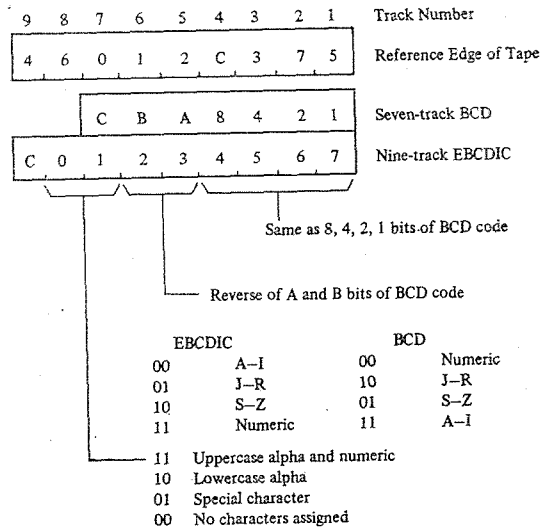 9 8 7 6 5 4 3 2 1 Track Number
4 6 0 1 2 C 3 7 5 Reference Edge of Tape
C B A 8 4 2 1 Seven-track BCD
C 0 1 2 3 4 5 6 7 Nine-track EBCDIC
Same as 8, 4, 2, 1 bits of BCD code
Reverse of A and B bits of BCD code
EBCDIC BCD
00 A–I 00 Numeric
01 J–R 10 J–R
10 S–Z 01 S–Z
11 Numeric 11 A–I
11 Uppercase alpha and numeric
10 Lowercase alpha
01 Special character
00 No characters assigned